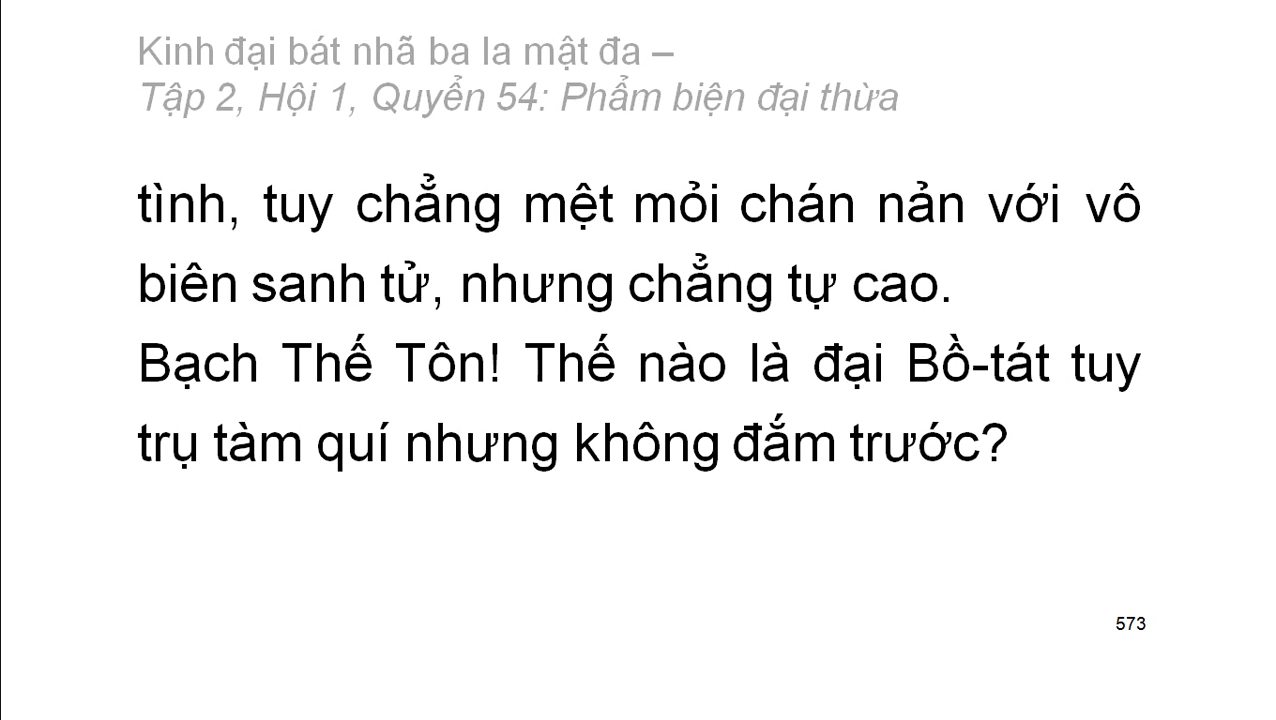 Kinh đại bát nhã ba la mật đa –
Tập 2, Hội 1, Quyển 54: Phẩm biện đại thừa
tình, tuy chẳng mệt mỏi chán nản với vô
biên sanh tử, nhưng chẳng tự cao.
Bạch Thế Tôn! Thế nào là đại Bồ-tát tuy
trụ tàm quí nhưng không đắm trước?
573